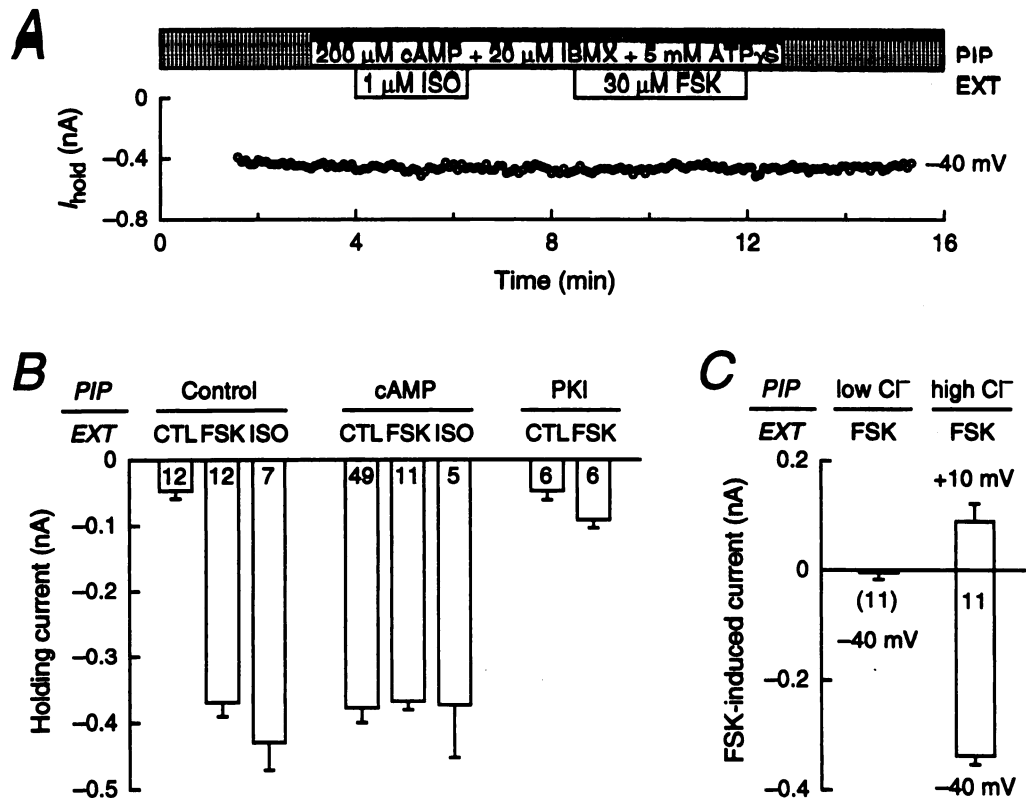 A
200 µM cAMP + 20 µM IBMX + 5 mM ATPγS
PIP
1 µM ISO
30 µM FSK
EXT
0
−0.4
−0.8
I hold (nA)
−40 mV
0 4 8 12 16
Time (min)
B
PIP Control cAMP PKI
EXT CTL FSK ISO CTL FSK ISO CTL FSK
0
−0.1
−0.2
−0.3
−0.4
−0.5
Holding current (nA)
12 12 7 49 11 5 6 6
C
PIP low Cl− high Cl−
EXT FSK FSK
0.2
0
−0.2
−0.4
FSK-induced current (nA)
+10 mV
(11) 11
−40 mV
−40 mV